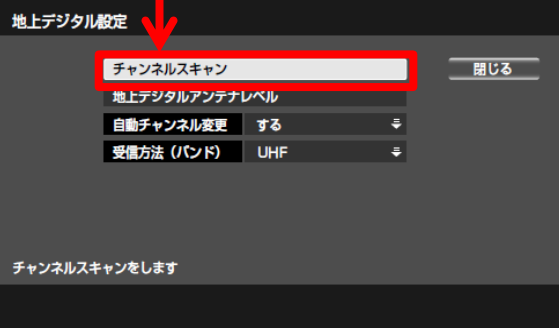 地上デジタル設定
チャンネルスキャン
閉じる
地上デジタルアンテナレベル
自動チャンネル変更 する
受信方法（バンド） UHF
チャンネルスキャンをします